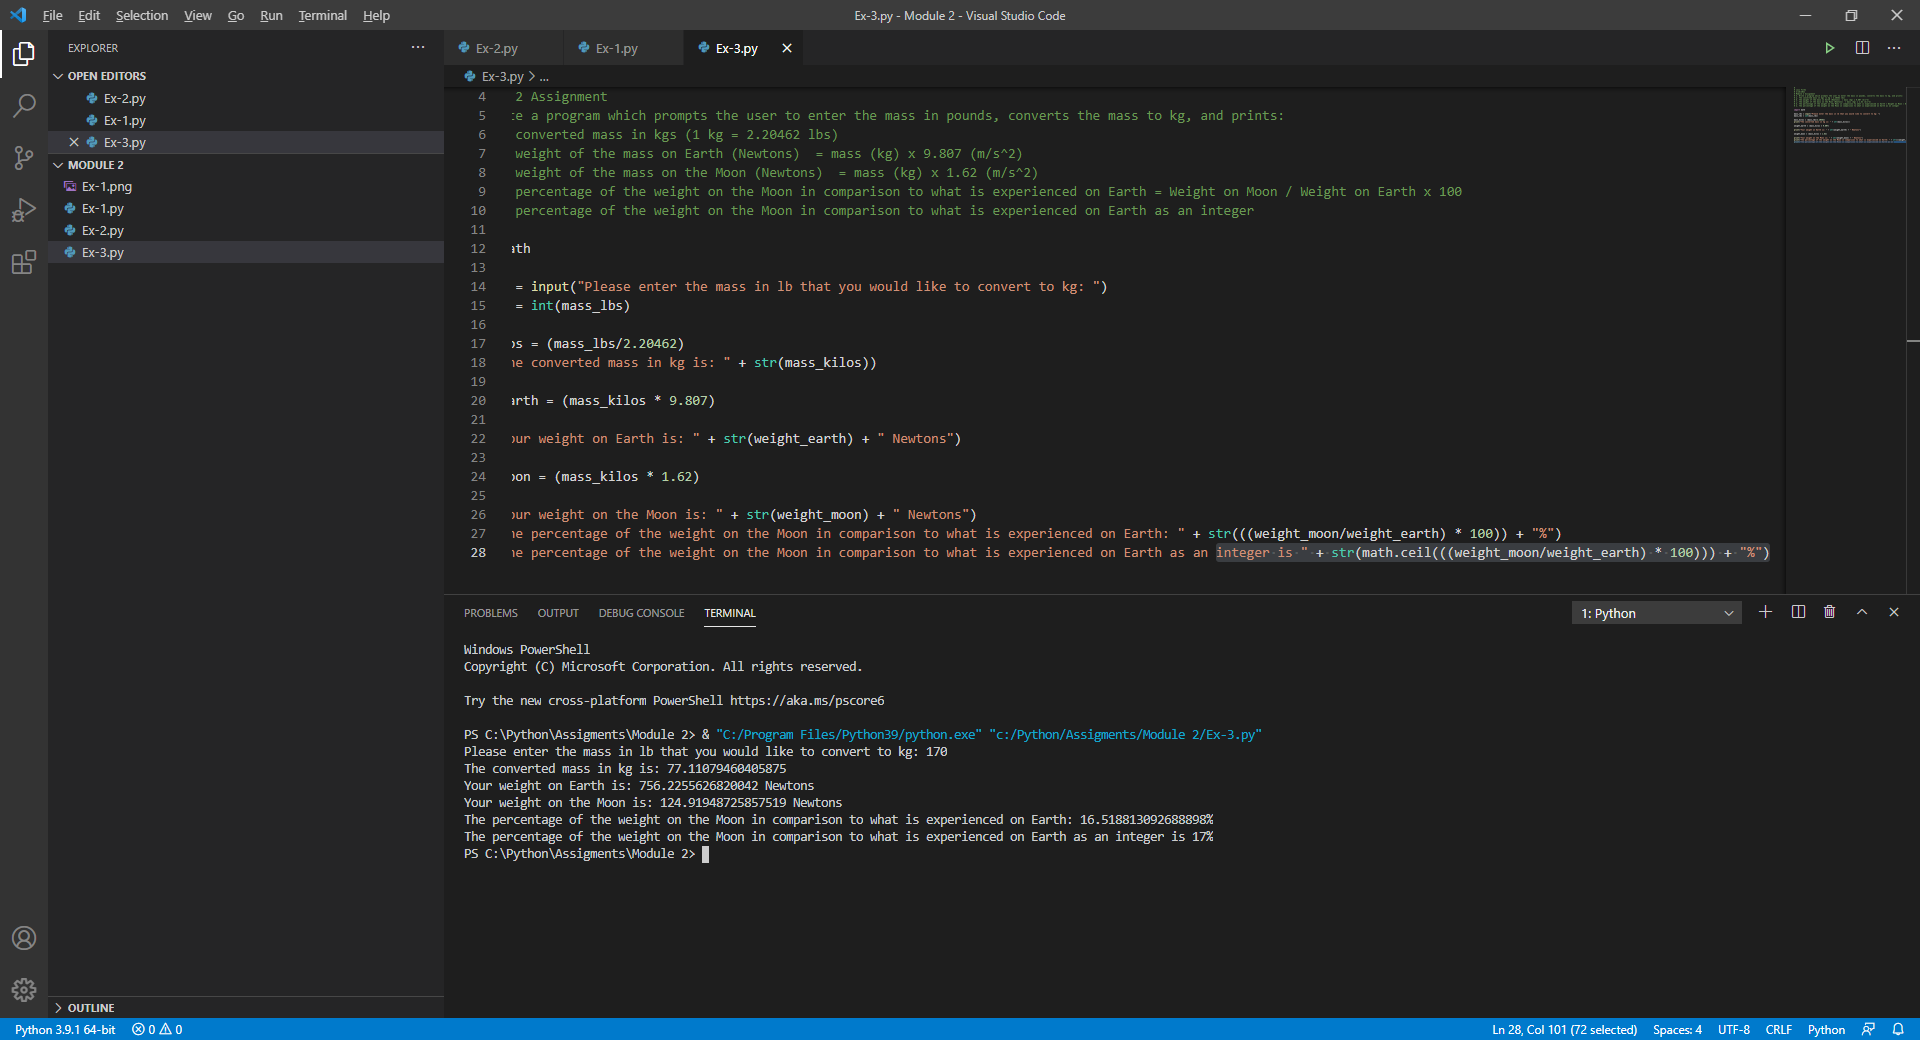 File Edit Selection View Go Run Terminal Help
Ex-3.py - Module 2 - Visual Studio Code
EXPLORER
OPEN EDITORS
Ex-2.py
Ex-1.py
Ex-3.py
MODULE 2
Ex-1.png
Ex-1.py
Ex-2.py
Ex-3.py
OUTLINE
Ex-2.py Ex-1.py Ex-3.py
Ex-3.py > ...
4 2 Assignment
5 te a program which prompts the user to enter the mass in pounds, converts the mass to kg, and prints:
6 converted mass in kgs (1 kg = 2.20462 lbs)
7 weight of the mass on Earth (Newtons)  = mass (kg) x 9.807 (m/s^2)
8 weight of the mass on the Moon (Newtons)  = mass (kg) x 1.62 (m/s^2)
9 percentage of the weight on the Moon in comparison to what is experienced on Earth = Weight on Moon / Weight on Earth x 100
10 percentage of the weight on the Moon in comparison to what is experienced on Earth as an integer
11
12 ath
13
14 = input("Please enter the mass in lb that you would like to convert to kg: ")
15 = int(mass_lbs)
16
17 os = (mass_lbs/2.20462)
18 he converted mass in kg is: " + str(mass_kilos))
19
20 arth = (mass_kilos * 9.807)
21
22 our weight on Earth is: " + str(weight_earth) + " Newtons")
23
24 oon = (mass_kilos * 1.62)
25
26 our weight on the Moon is: " + str(weight_moon) + " Newtons")
27 he percentage of the weight on the Moon in comparison to what is experienced on Earth: " + str(((weight_moon/weight_earth) * 100)) + "%")
28 he percentage of the weight on the Moon in comparison to what is experienced on Earth as an integer is " + str(math.ceil(((weight_moon/weight_earth) * 100))) + "%")
PROBLEMS OUTPUT DEBUG CONSOLE TERMINAL
1: Python
Windows PowerShell
Copyright (C) Microsoft Corporation. All rights reserved.
Try the new cross-platform PowerShell https://aka.ms/pscore6
PS C:\Python\Assigments\Module 2> & "C:/Program Files/Python39/python.exe" "c:/Python/Assigments/Module 2/Ex-3.py"
Please enter the mass in lb that you would like to convert to kg: 170
The converted mass in kg is: 77.11079460405875
Your weight on Earth is: 756.2255626820042 Newtons
Your weight on the Moon is: 124.91948725857519 Newtons
The percentage of the weight on the Moon in comparison to what is experienced on Earth: 16.518813092688898%
The percentage of the weight on the Moon in comparison to what is experienced on Earth as an integer is 17%
PS C:\Python\Assigments\Module 2>
Python 3.9.1 64-bit 0 0
Ln 28, Col 101 (72 selected) Spaces: 4 UTF-8 CRLF Python